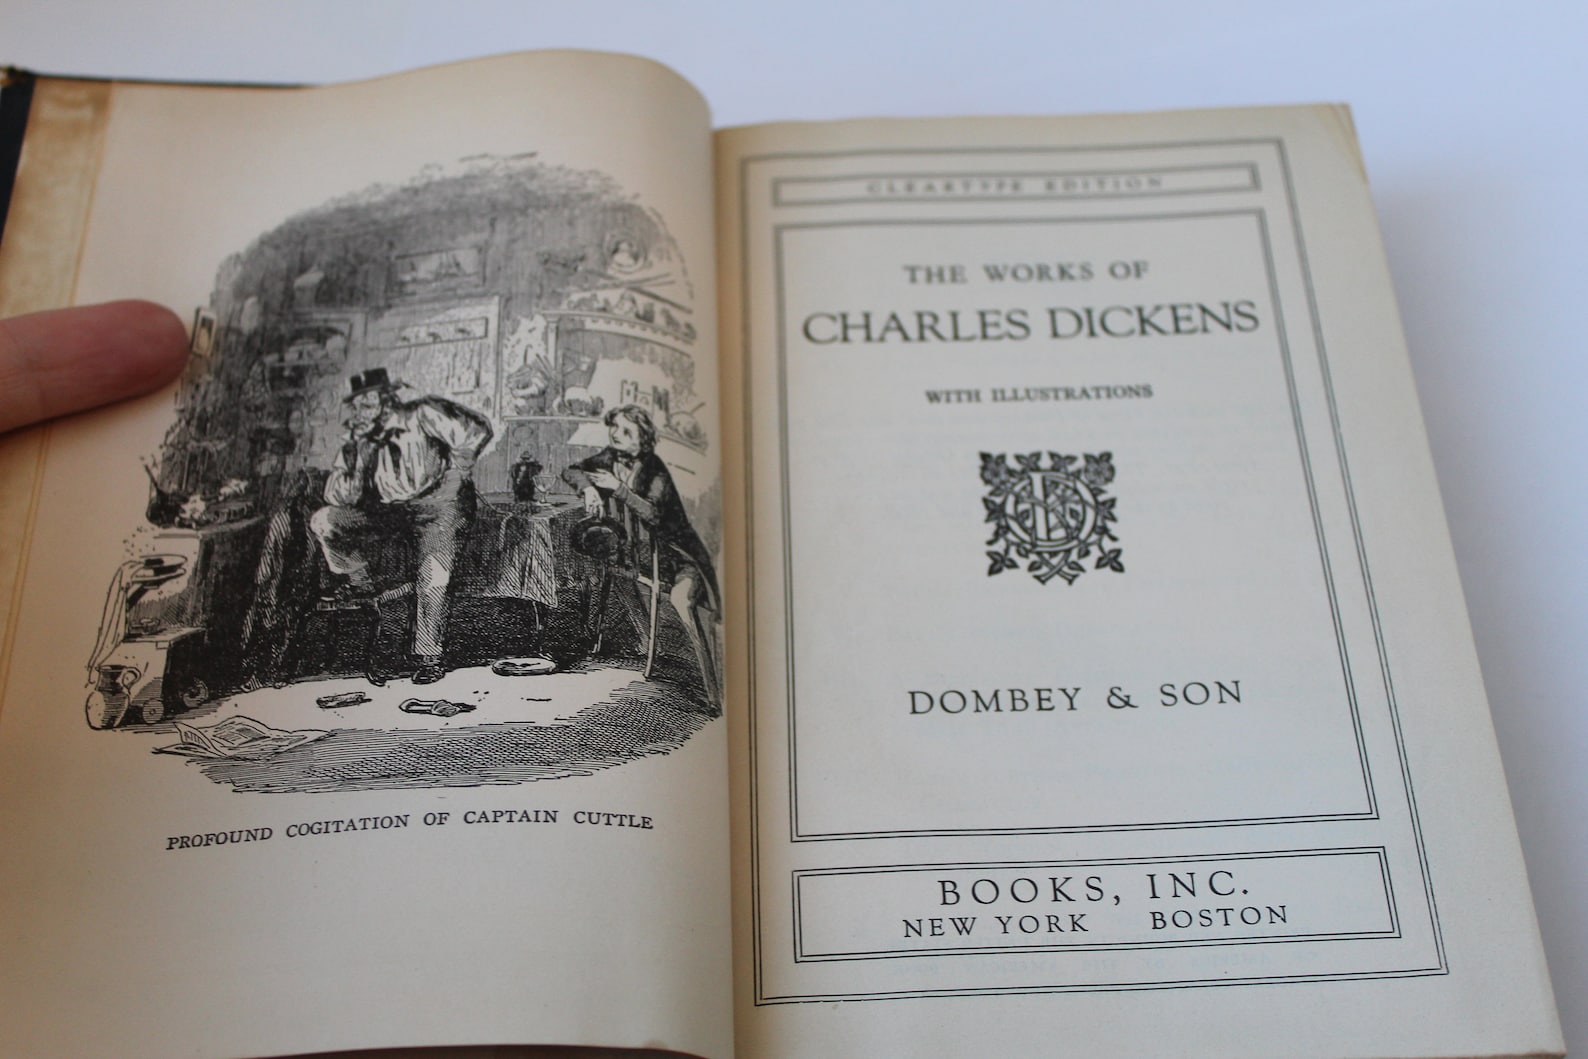 PROFOUND COGITATION OF CAPTAIN CUTTLE
CLEARTYPE EDITION
THE WORKS OF
CHARLES DICKENS
WITH ILLUSTRATIONS
DOMBEY & SON
BOOKS, INC.
NEW YORK BOSTON